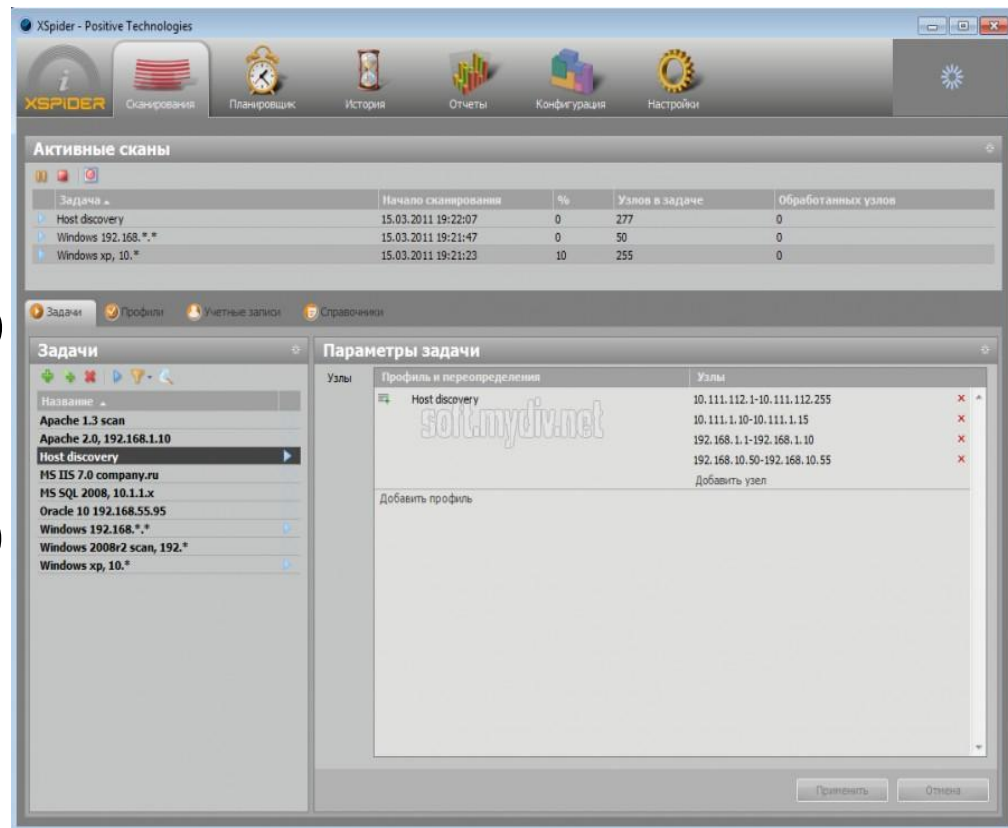 XSpider - Positive Technologies
i
XSPIDER
Сканирования
Планировщик
История
Отчеты
Конфигурация
Настройки
Активные сканы
Задача Начало сканирования % Узлов в задаче Обработанных узлов
Host discovery 15.03.2011 19:22:07 0 277 0
Windows 192.168.*.* 15.03.2011 19:21:47 0 50 0
Windows xp, 10.* 15.03.2011 19:21:23 10 255 0
Задачи Профили Учетные записи Справочники
Задачи
Название
Apache 1.3 scan
Apache 2.0, 192.168.1.10
Host discovery
MS IIS 7.0 company.ru
MS SQL 2008, 10.1.1.x
Oracle 10 192.168.55.95
Windows 192.168.*.*
Windows 2008r2 scan, 192.*
Windows xp, 10.*
Параметры задачи
Узлы Профиль и переопределения Узлы
Host discovery 10.111.112.1-10.111.112.255
10.111.1.10-10.111.1.15
192.168.1.1-192.168.1.10
192.168.10.50-192.168.10.55
Добавить узел
Добавить профиль
soft.mydiv.net
Применить Отмена
)
)